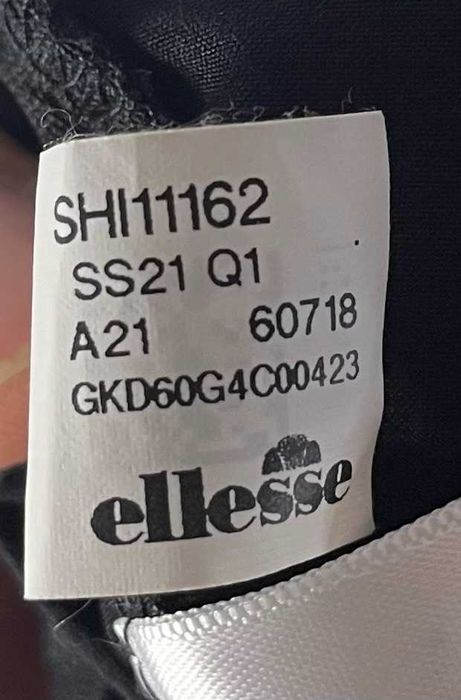 SHI11162
SS21 Q1
A21 60718
GKD60G4C00423
ellesse